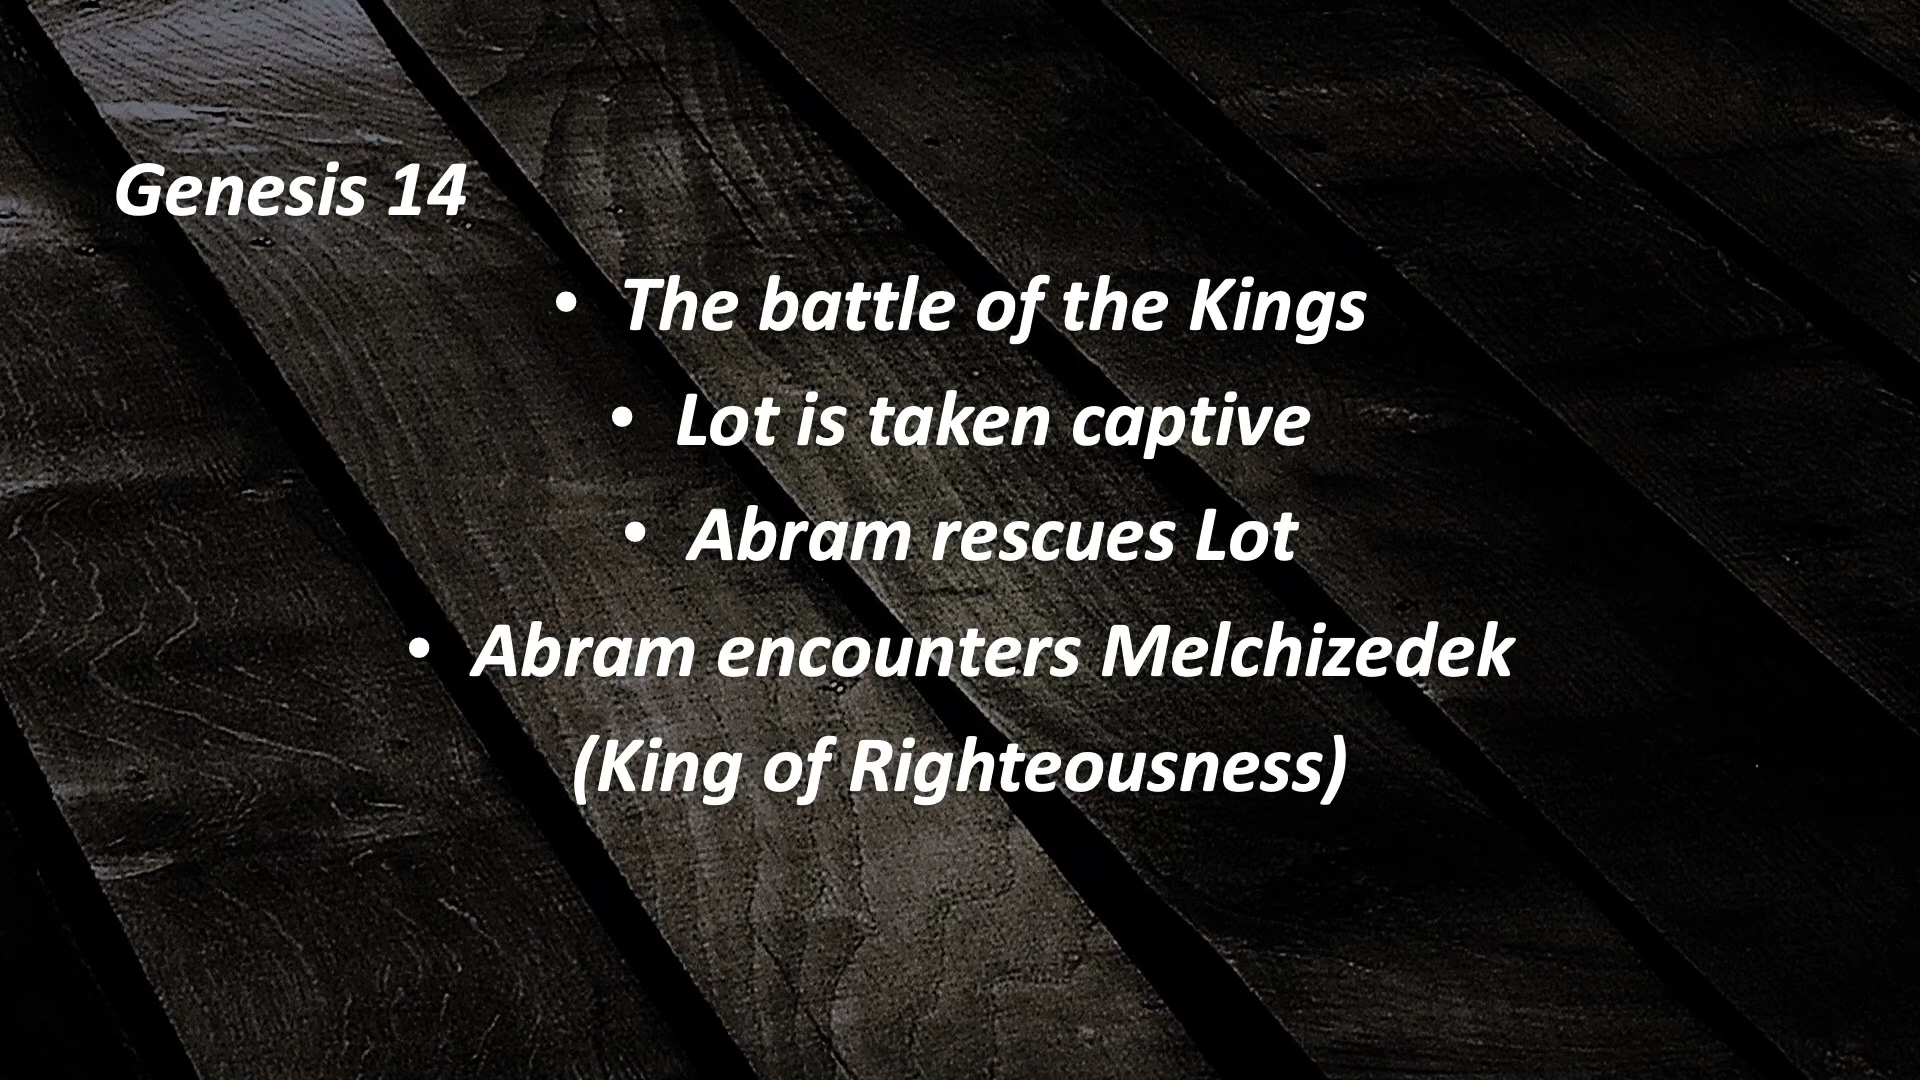 Genesis 14
• The battle of the Kings
• Lot is taken captive
• Abram rescues Lot
• Abram encounters Melchizedek
(King of Righteousness)